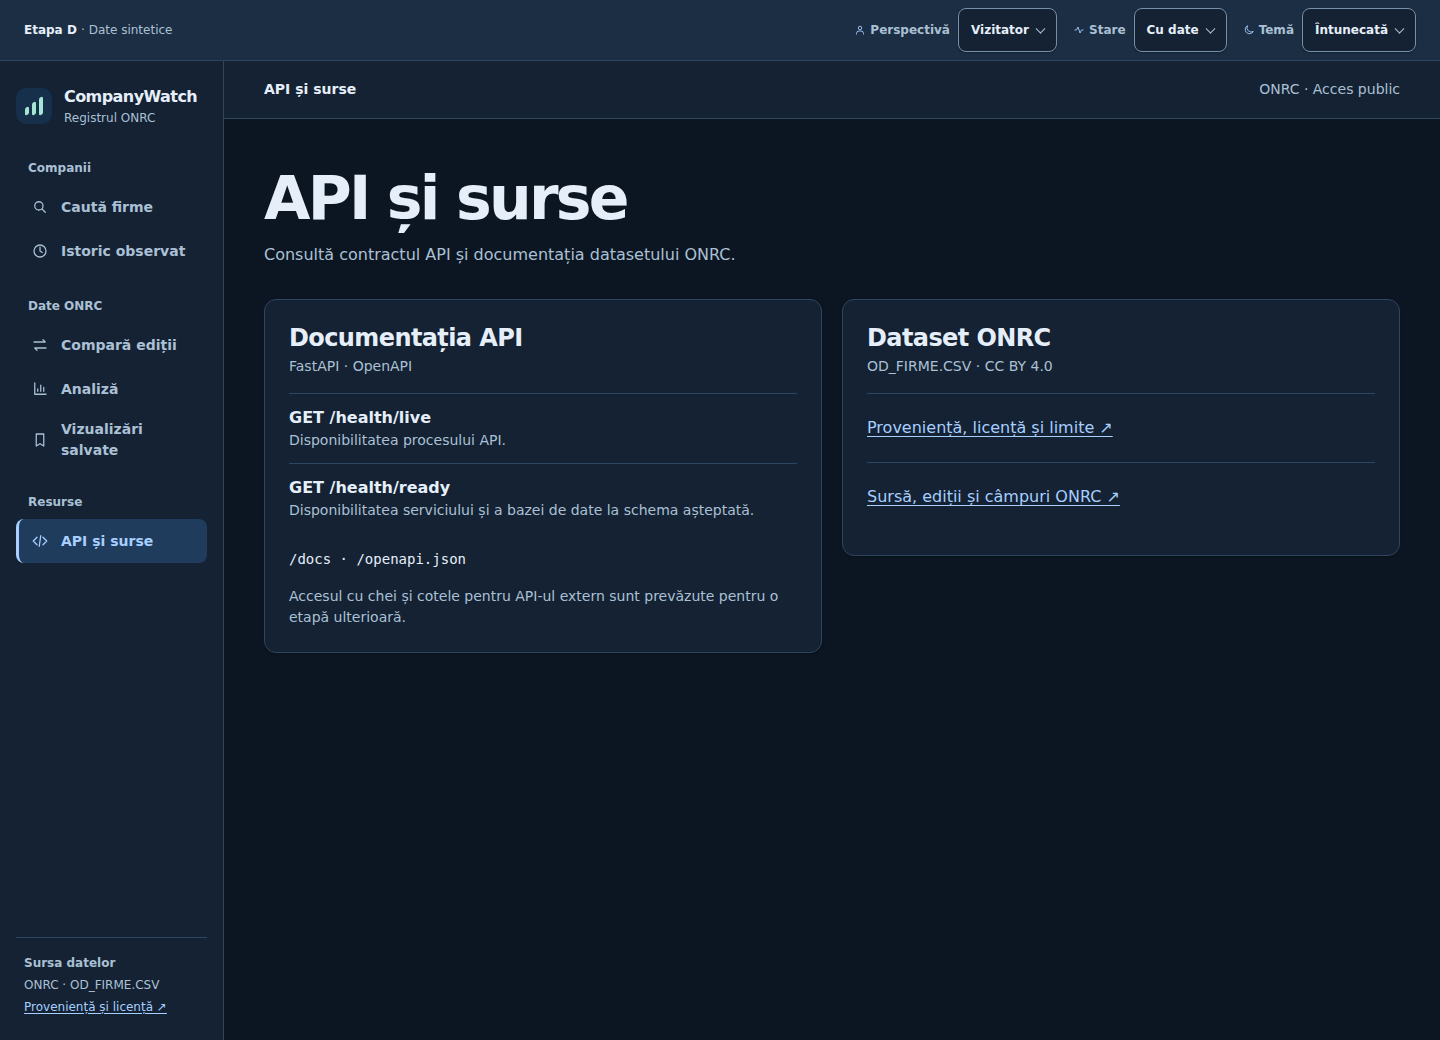 Etapa D · Date sintetice
Perspectivă Vizitator Stare Cu date Temă Întunecată
CompanyWatch
Registrul ONRC
Companii
Caută firme
Istoric observat
Date ONRC
Compară ediții
Analiză
Vizualizări
salvate
Resurse
API și surse
Sursa datelor
ONRC · OD_FIRME.CSV
Proveniență și licență ↗
API și surse
ONRC · Acces public
API și surse
Consultă contractul API și documentația datasetului ONRC.
Documentația API
FastAPI · OpenAPI
GET /health/live
Disponibilitatea procesului API.
GET /health/ready
Disponibilitatea serviciului și a bazei de date la schema așteptată.
/docs · /openapi.json
Accesul cu chei și cotele pentru API-ul extern sunt prevăzute pentru o
etapă ulterioară.
Dataset ONRC
OD_FIRME.CSV · CC BY 4.0
Proveniență, licență și limite ↗
Sursă, ediții și câmpuri ONRC ↗